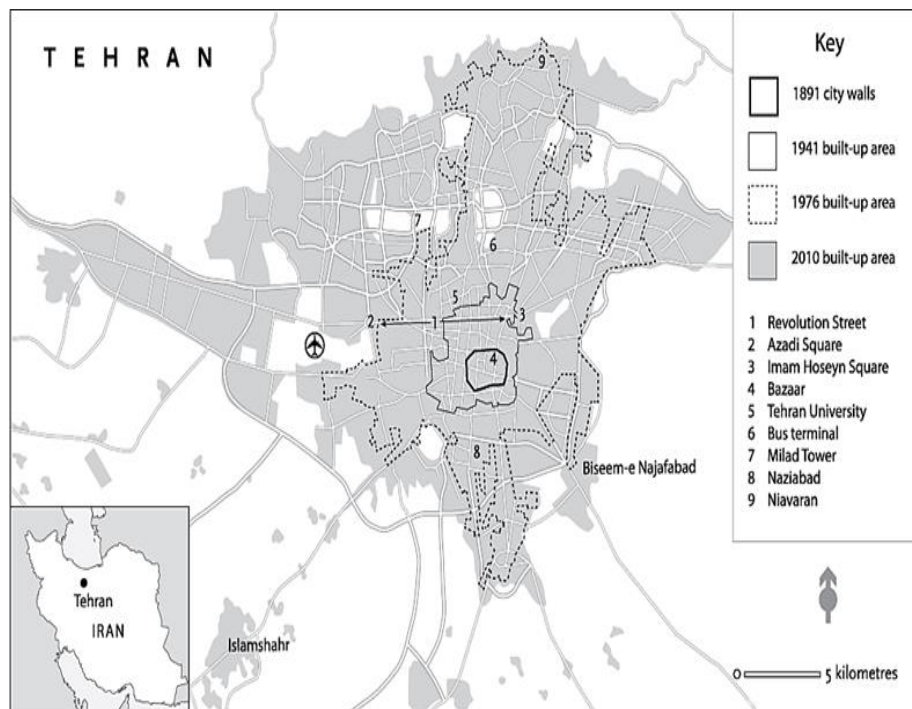 TEHRAN
9
7
6
5
2
1
3
4
8
Biseem-e Najafabad
Islamshahr
Tehran
IRAN
Key
1891 city walls
1941 built-up area
1976 built-up area
2010 built-up area
1 Revolution Street
2 Azadi Square
3 Imam Hoseyn Square
4 Bazaar
5 Tehran University
6 Bus terminal
7 Milad Tower
8 Naziabad
9 Niavaran
0 5 kilometres